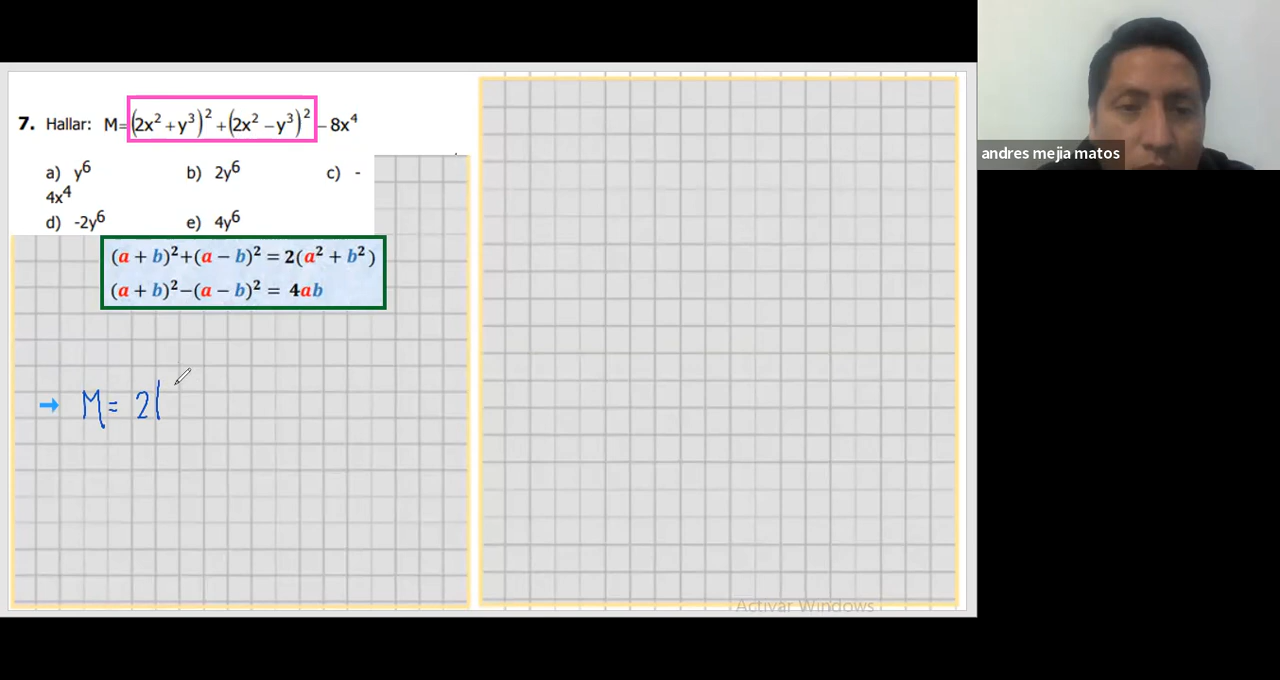 7. Hallar: M=(2x² +y³)² +(2x² −y³)² − 8x⁴
a) y⁶ b) 2y⁶ c) -
4x⁴
d) -2y⁶ e) 4y⁶
(a + b)²+(a − b)² = 2(a² + b²)
(a + b)²−(a − b)² = 4ab
→ M= 2(
Activar Windows
andres mejia matos